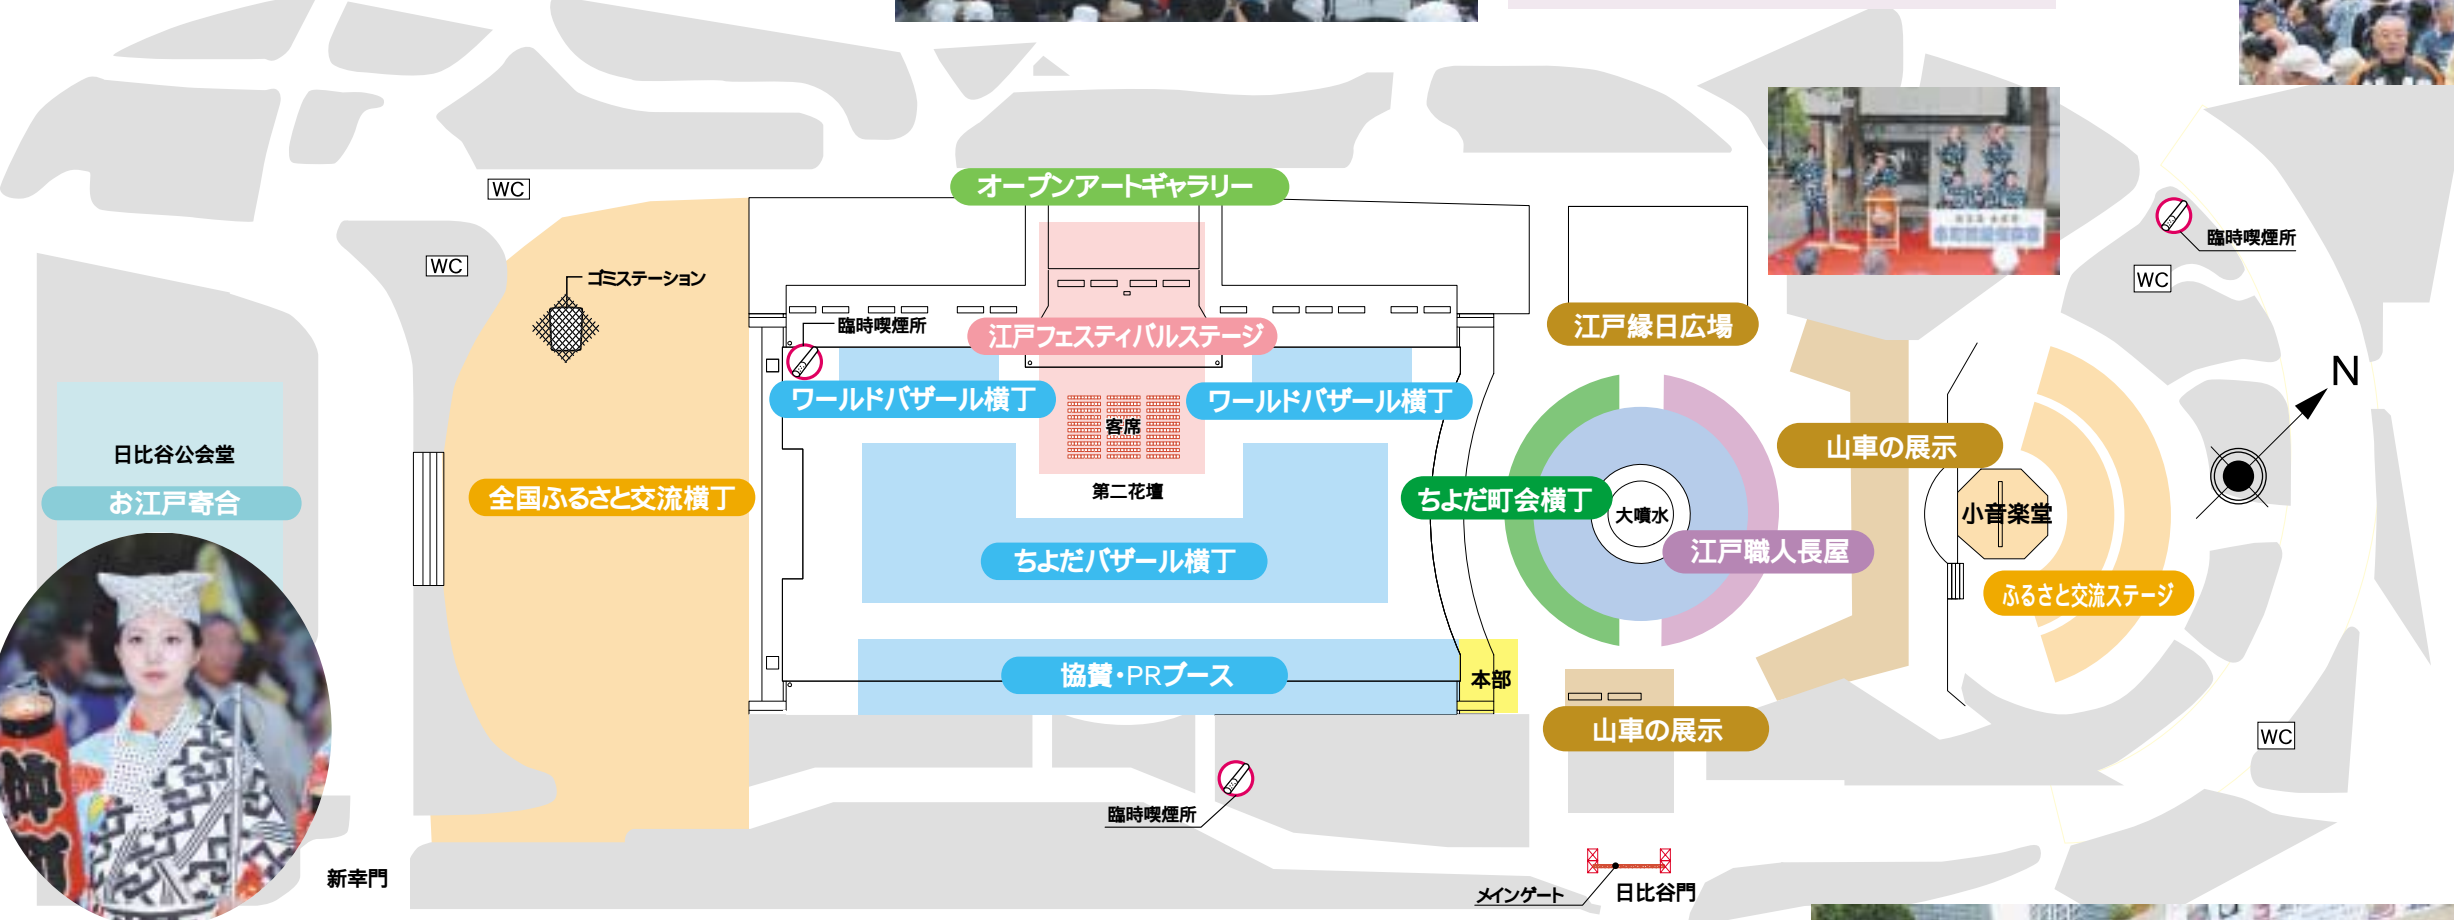 WC
オープンアートギャラリー
臨時喫煙所
WC
WC
ゴミステーション
臨時喫煙所
江戸フェスティバルステージ
江戸縁日広場
N
ワールドバザール横丁
ワールドバザール横丁
客席
日比谷公会堂
お江戸寄合
全国ふるさと交流横丁
第二花壇
ちよだ町会横丁
大噴水
山車の展示
小音楽堂
ちよだバザール横丁
江戸職人長屋
ふるさと交流ステージ
協賛・PRブース
本部
山車の展示
WC
臨時喫煙所
新幸門
メインゲート
日比谷門